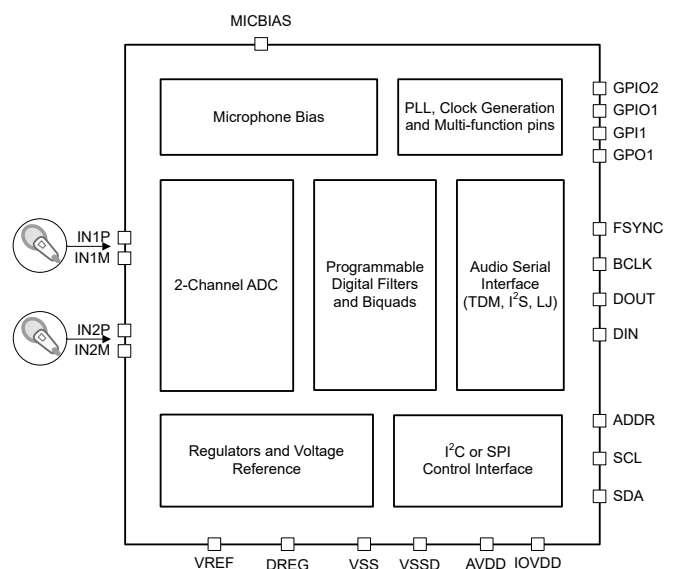 MICBIAS
Microphone Bias
PLL, Clock Generation
and Multi-function pins
GPIO2
GPIO1
GPI1
GPO1
IN1P
IN1M
IN2P
IN2M
2-Channel ADC
Programmable
Digital Filters
and Biquads
Audio Serial
Interface
(TDM, I²S, LJ)
FSYNC
BCLK
DOUT
DIN
Regulators and Voltage
Reference
I²C or SPI
Control Interface
ADDR
SCL
SDA
VREF DREG VSS VSSD AVDD IOVDD